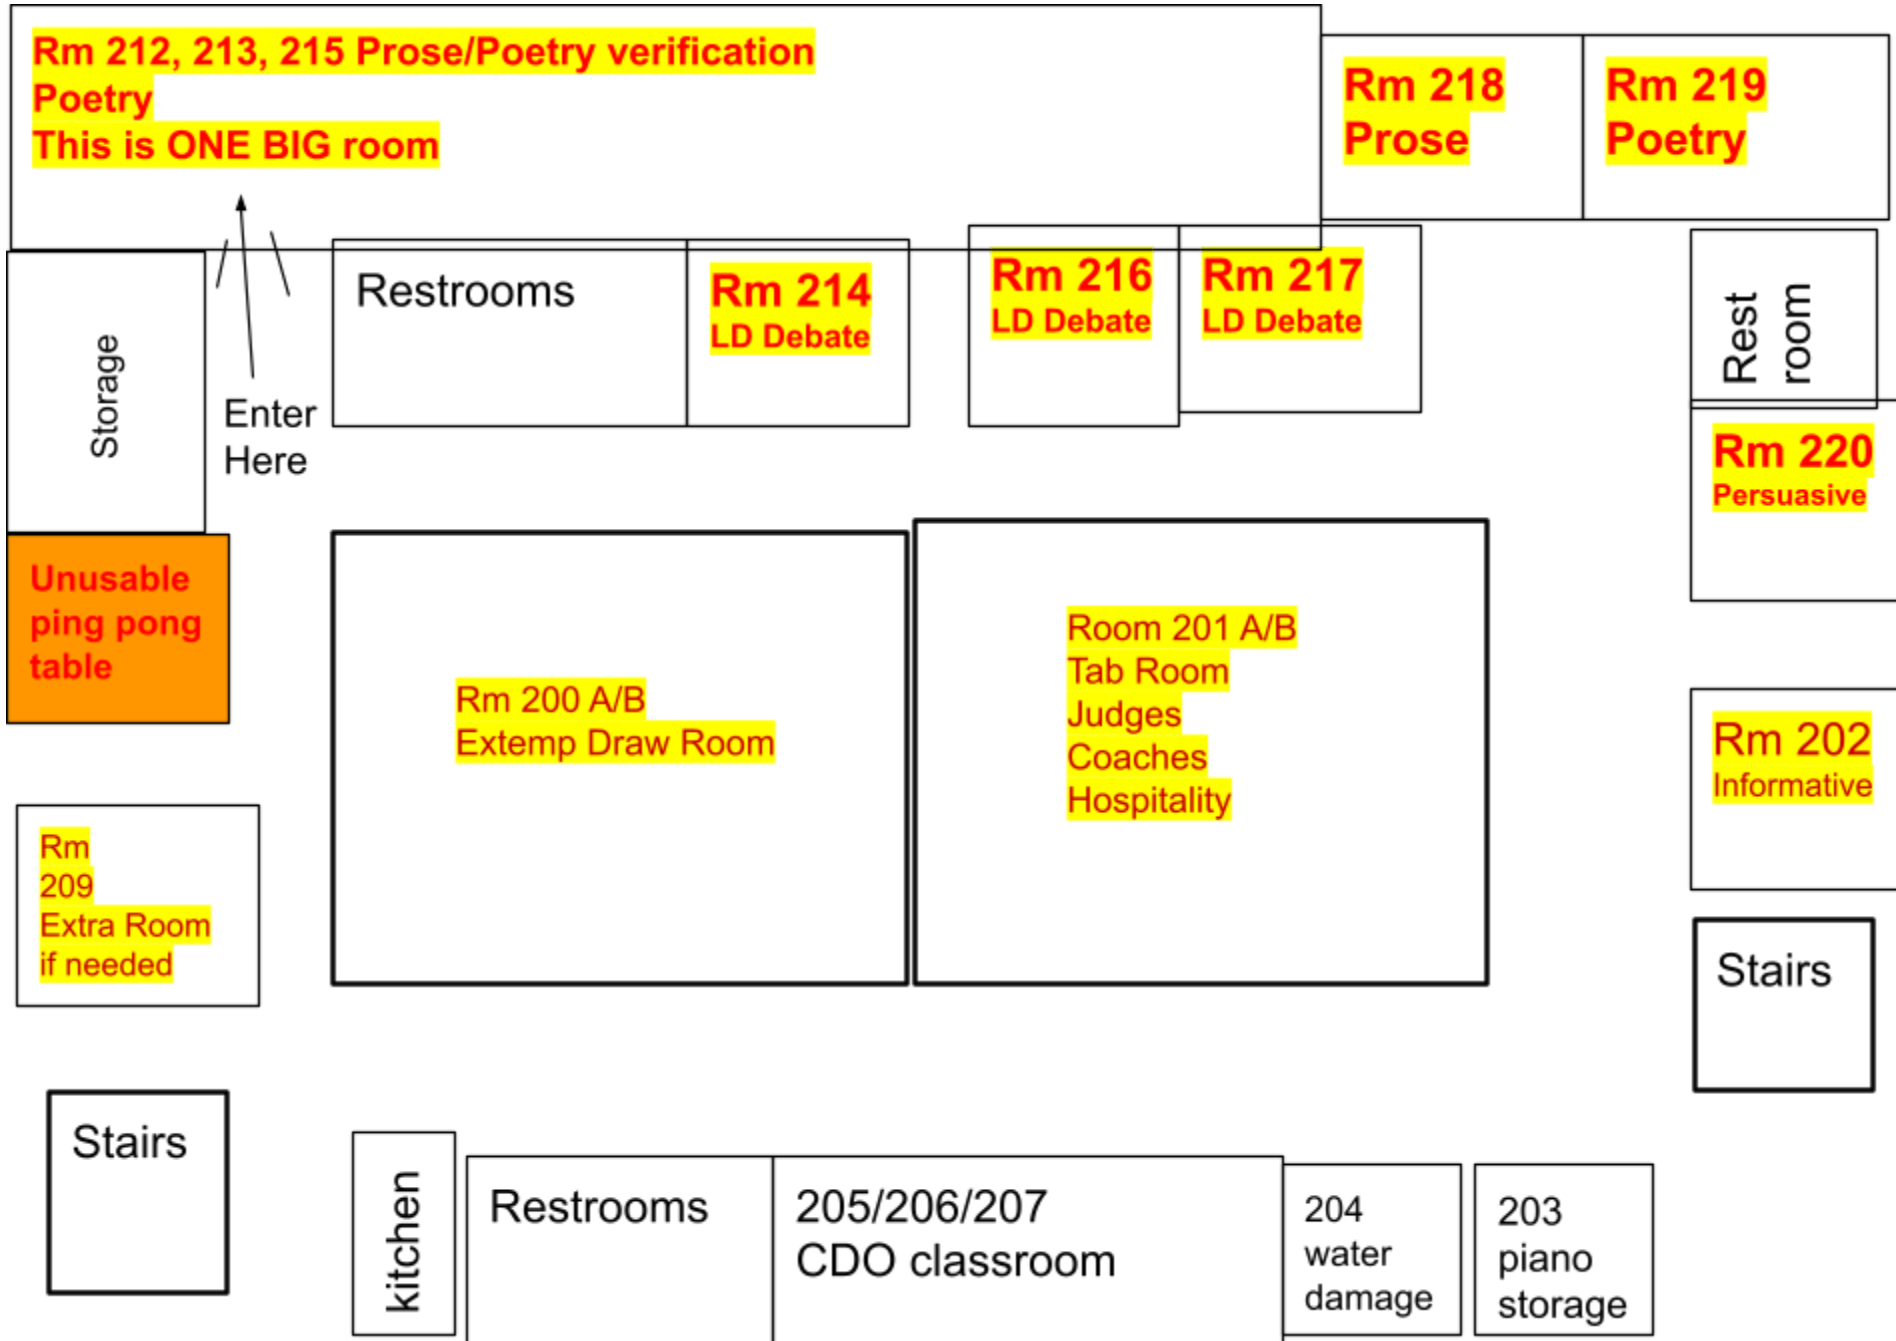 Rm 212, 213, 215 Prose/Poetry verification
Poetry
This is ONE BIG room
Rm 218
Prose
Rm 219
Poetry
Storage
Enter
Here
Restrooms
Rm 214
LD Debate
Rm 216
LD Debate
Rm 217
LD Debate
Rest
room
Rm 220
Persuasive
Unusable
ping pong
table
Rm 200 A/B
Extemp Draw Room
Room 201 A/B
Tab Room
Judges
Coaches
Hospitality
Rm 202
Informative
Rm
209
Extra Room
if needed
Stairs
Stairs
kitchen
Restrooms
205/206/207
CDO classroom
204
water
damage
203
piano
storage